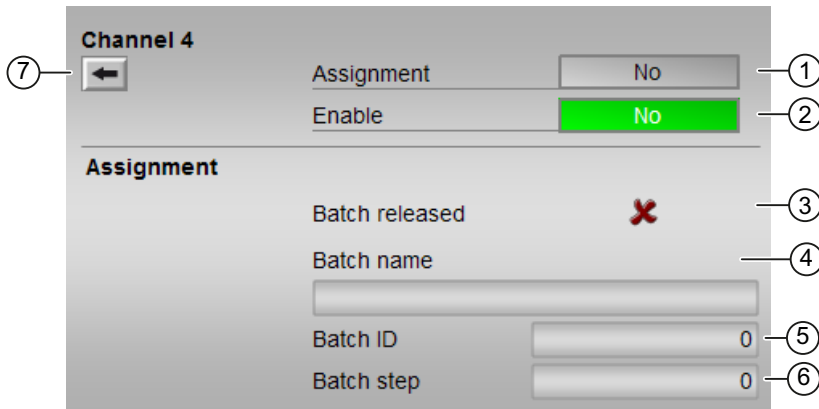 Channel 4
7 Assignment No 1
Enable No 2
Assignment
Batch released 3
Batch name 4
Batch ID 0 5
Batch step 0 6